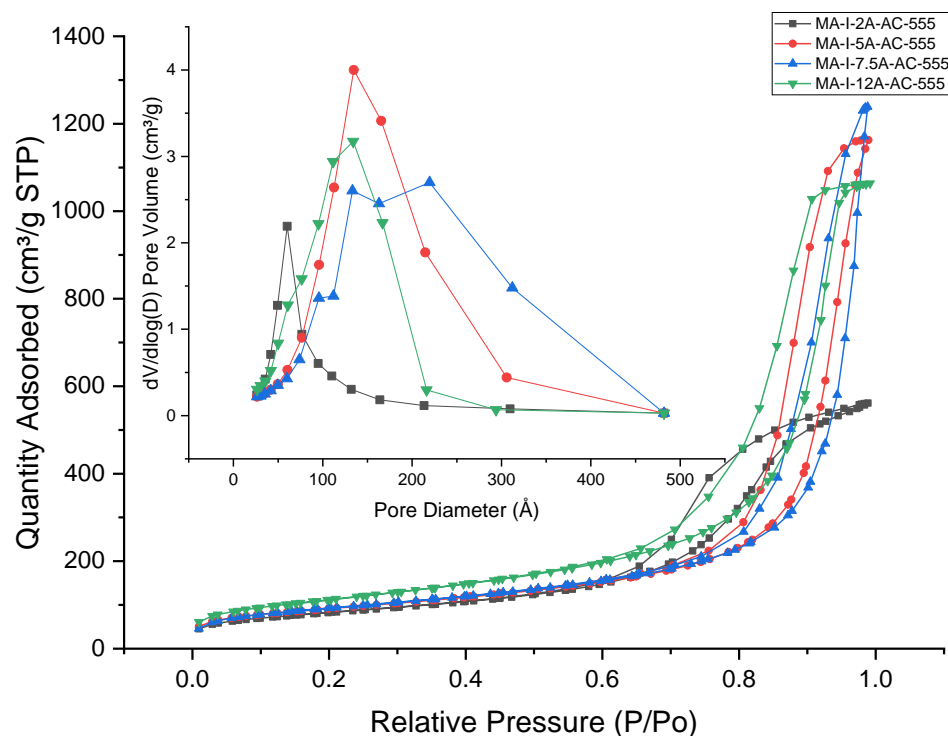 MA-I-2A-AC-555
MA-I-5A-AC-555
MA-I-7.5A-AC-555
MA-I-12A-AC-555
1400
1200
1000
800
600
400
200
0
Quantity Adsorbed (cm³/g STP)
0.0 0.2 0.4 0.6 0.8 1.0
Relative Pressure (P/Po)
4
3
2
1
0
dV/dlog(D) Pore Volume (cm³/g)
0 100 200 300 400 500
Pore Diameter (Å)